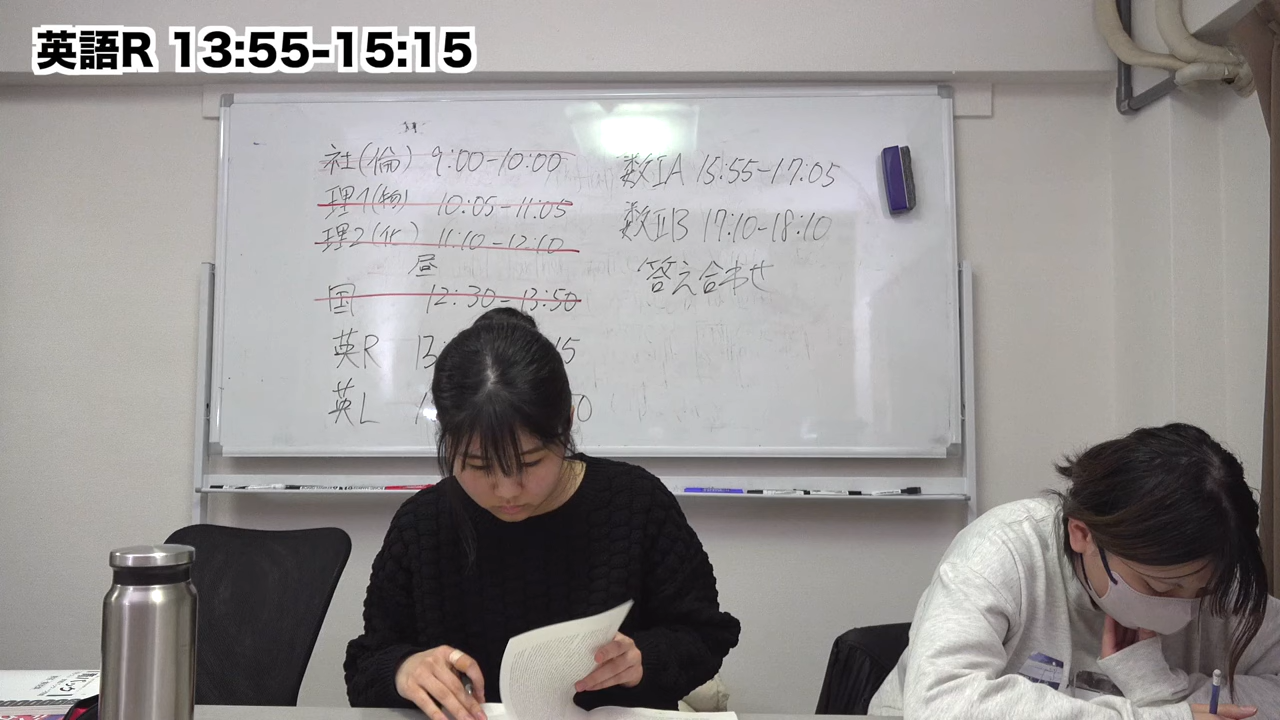 英語R 13:55-15:15
社(倫) 9:00-10:00
理1(物) 10:05-11:05
理2(化) 11:10-12:10
昼
国 12:30-13:50
英R 13 15
英L 1 0
数IA 15:55-17:05
数ⅡB 17:10-18:10
答え合わせ